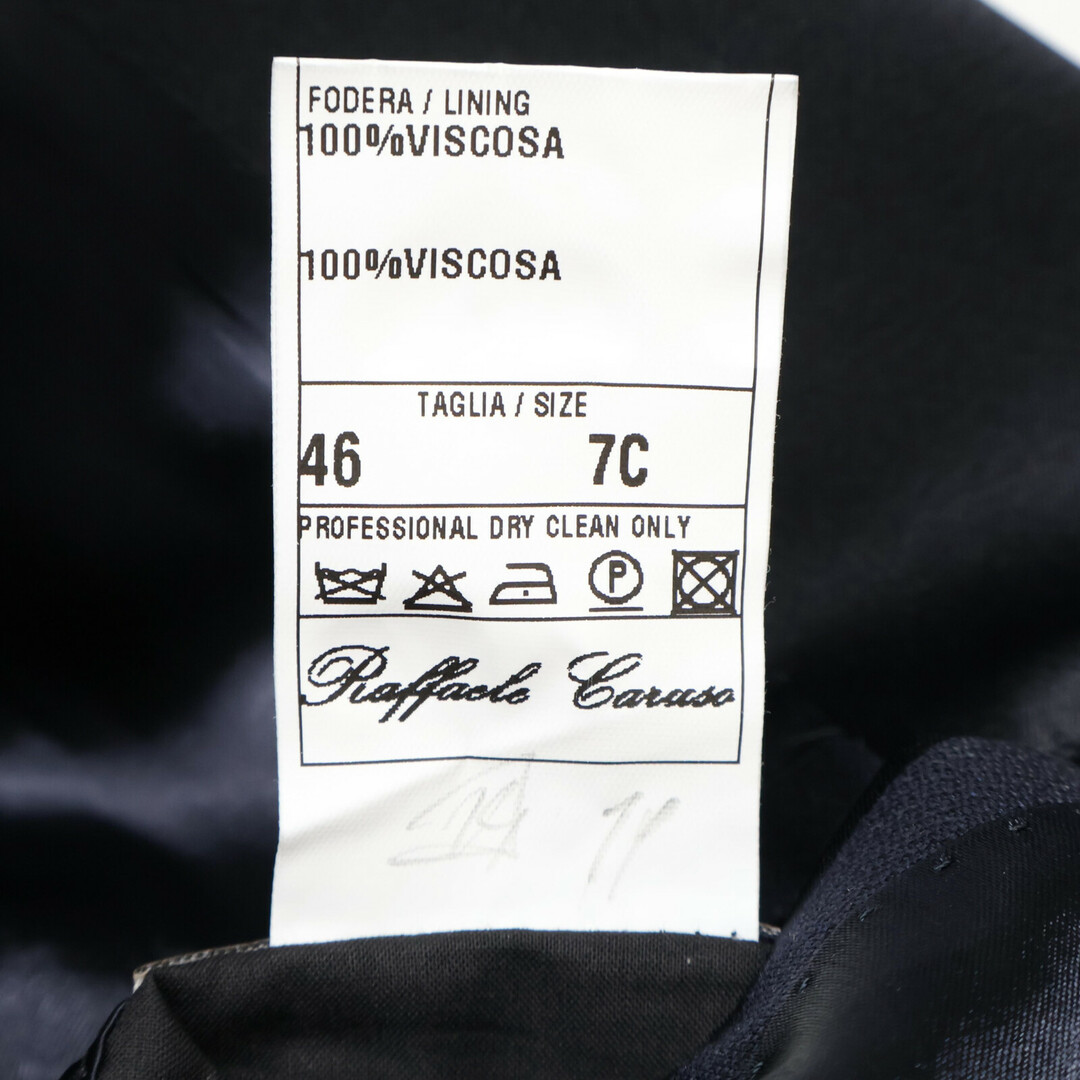 FODERA / LINING
100%VISCOSA
100%VISCOSA
TAGLIA / SIZE
46 7C
PROFESSIONAL DRY CLEAN ONLY
P
Raffaele Caruso